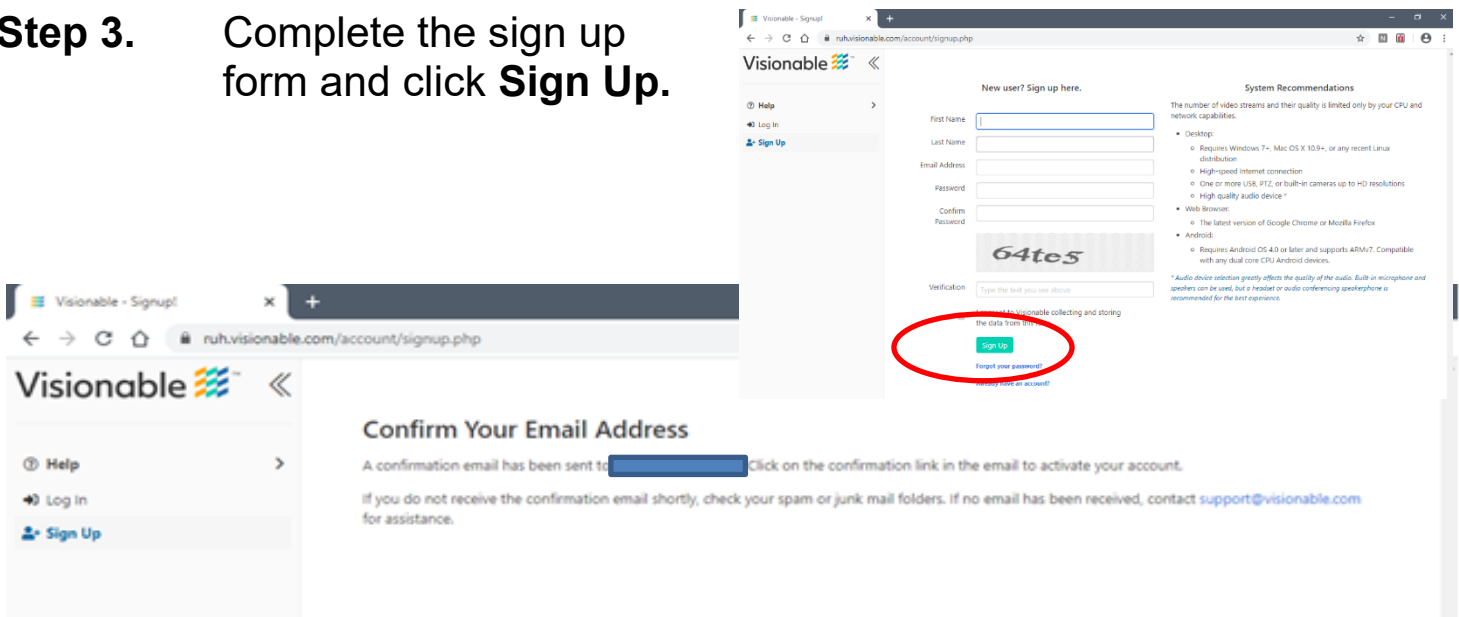 Step 3. Complete the sign up
form and click Sign Up.
Visionable - Signup!
ruh.visionable.com/account/signup.php
Visionable
Help
Log In
Sign Up
New user? Sign up here.
First Name
Last Name
Email Address
Password
Confirm
Password
64te5
Verification
Type the text you see above
to Visionable collecting and storing
the data from this
Sign Up
Forgot your password?
Already have an account?
System Recommendations
The number of video streams and their quality is limited only by your CPU and
network capabilities.
Desktop:
Requires Windows 7+, Mac OS X 10.9+, or any recent Linux
distribution
High-speed Internet connection
One or more USB, PTZ, or built-in cameras up to HD resolutions
High quality audio device *
Web Browser:
The latest version of Google Chrome or Mozilla Firefox
Android:
Requires Android OS 4.0 or later and supports ARMv7. Compatible
with any dual core CPU Android devices.
* Audio device selection greatly affects the quality of the audio. Built-in microphone and
speakers can be used, but a headset or audio conferencing speakerphone is
recommended for the best experience.
Visionable - Signup!
ruh.visionable.com/account/signup.php
Visionable
Help
Log In
Sign Up
Confirm Your Email Address
A confirmation email has been sent to Click on the confirmation link in the email to activate your account.
If you do not receive the confirmation email shortly, check your spam or junk mail folders. If no email has been received, contact support@visionable.com
for assistance.